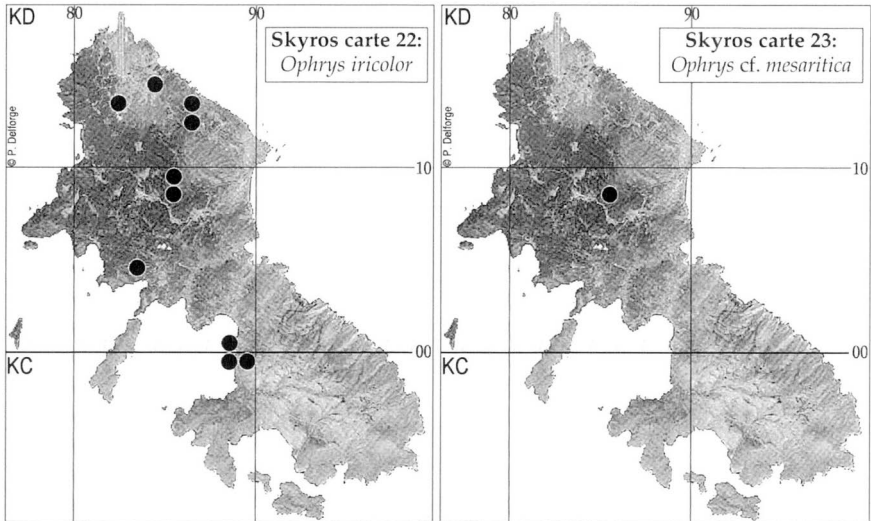 KD
80
90
Skyros carte 22:
Ophrys iricolor
© P. Delforge
10
00
KC
KD
80
90
Skyros carte 23:
Ophrys cf. mesaritica
© P. Delforge
10
00
KC